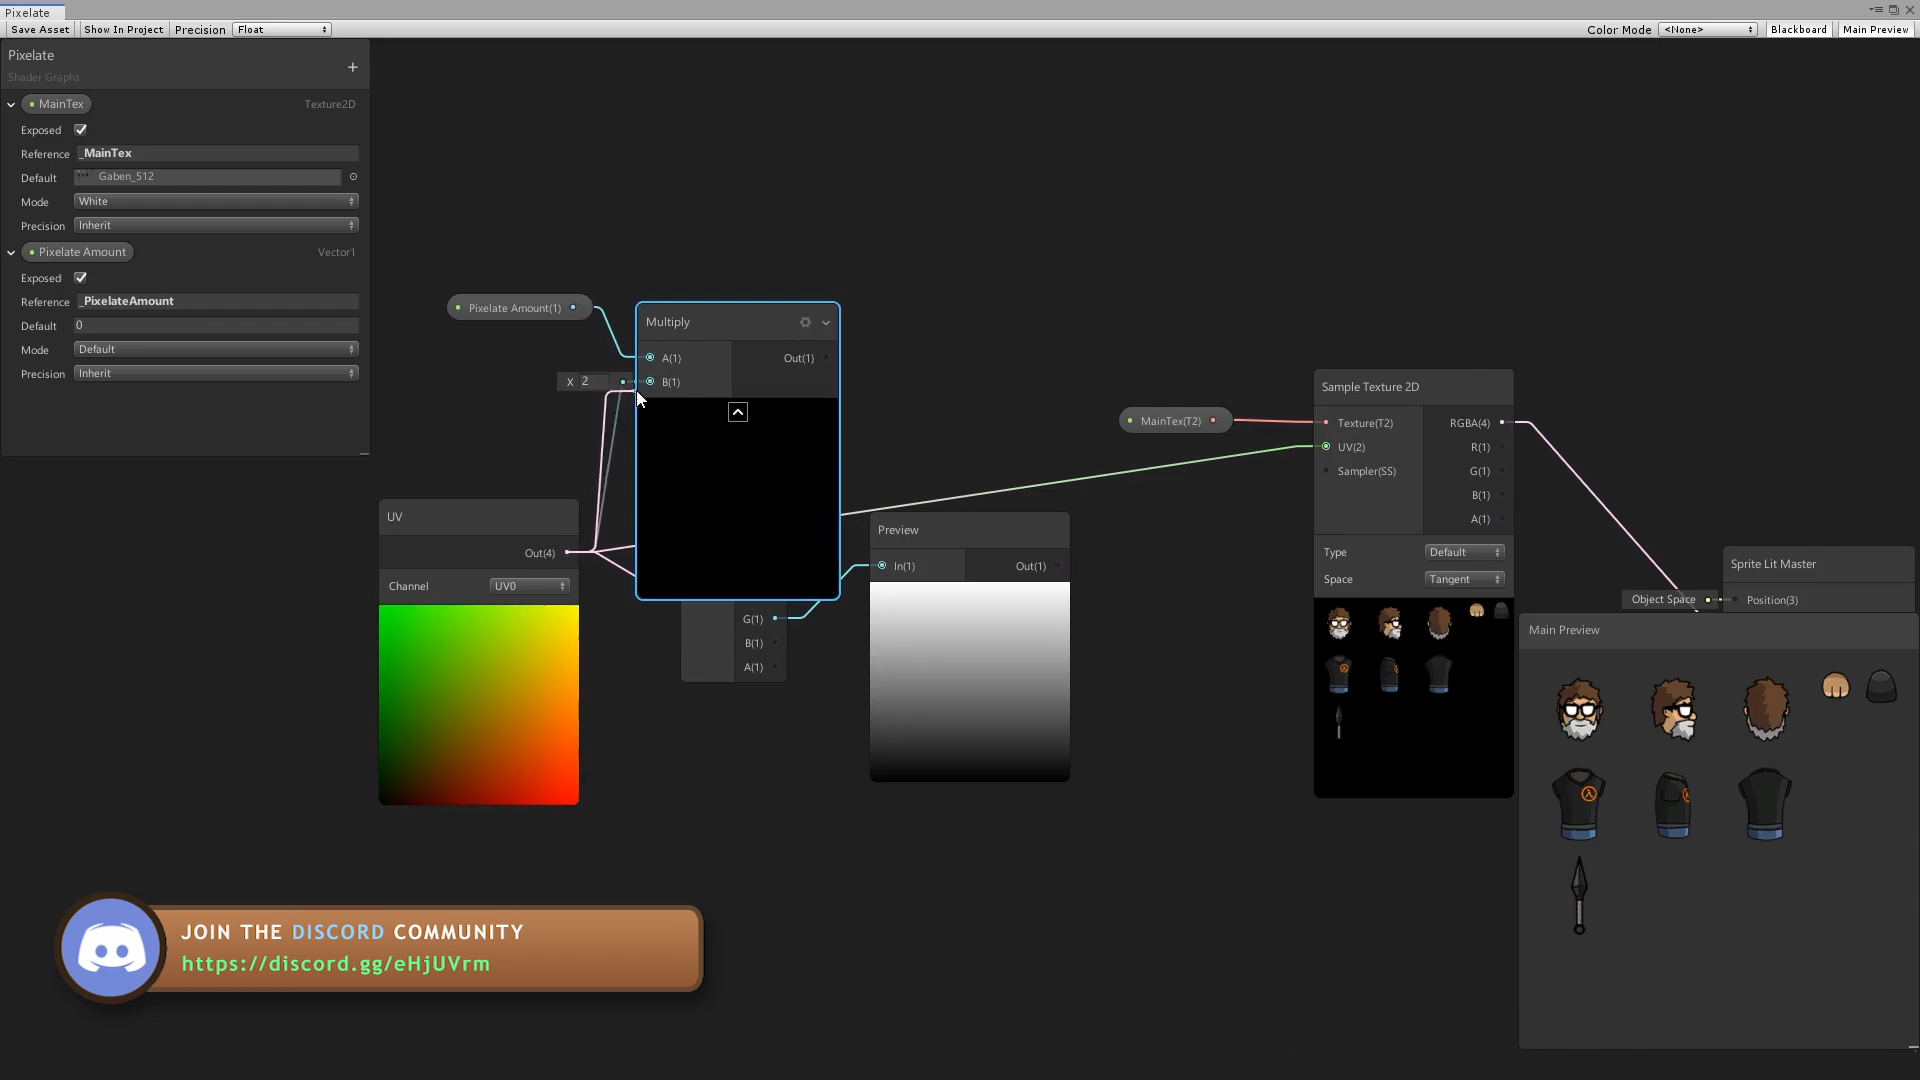 Pixelate
Save Asset
Show In Project
Precision
Float
Color Mode
<None>
Blackboard
Main Preview
Pixelate
Shader Graphs
+
MainTex
Texture2D
Exposed
Reference
_MainTex
Default
Gaben_512
Mode
White
Precision
Inherit
Pixelate Amount
Vector1
Exposed
Reference
_PixelateAmount
Default
0
Mode
Default
Precision
Inherit
Pixelate Amount(1)
Multiply
A(1)
Out(1)
X 2
B(1)
UV
Out(4)
Channel
UV0
G(1)
B(1)
A(1)
Preview
In(1)
Out(1)
MainTex(T2)
Sample Texture 2D
Texture(T2)
RGBA(4)
UV(2)
R(1)
Sampler(SS)
G(1)
B(1)
A(1)
Type
Default
Space
Tangent
Sprite Lit Master
Object Space
Position(3)
Main Preview
JOIN THE DISCORD COMMUNITY
https://discord.gg/eHjUVrm